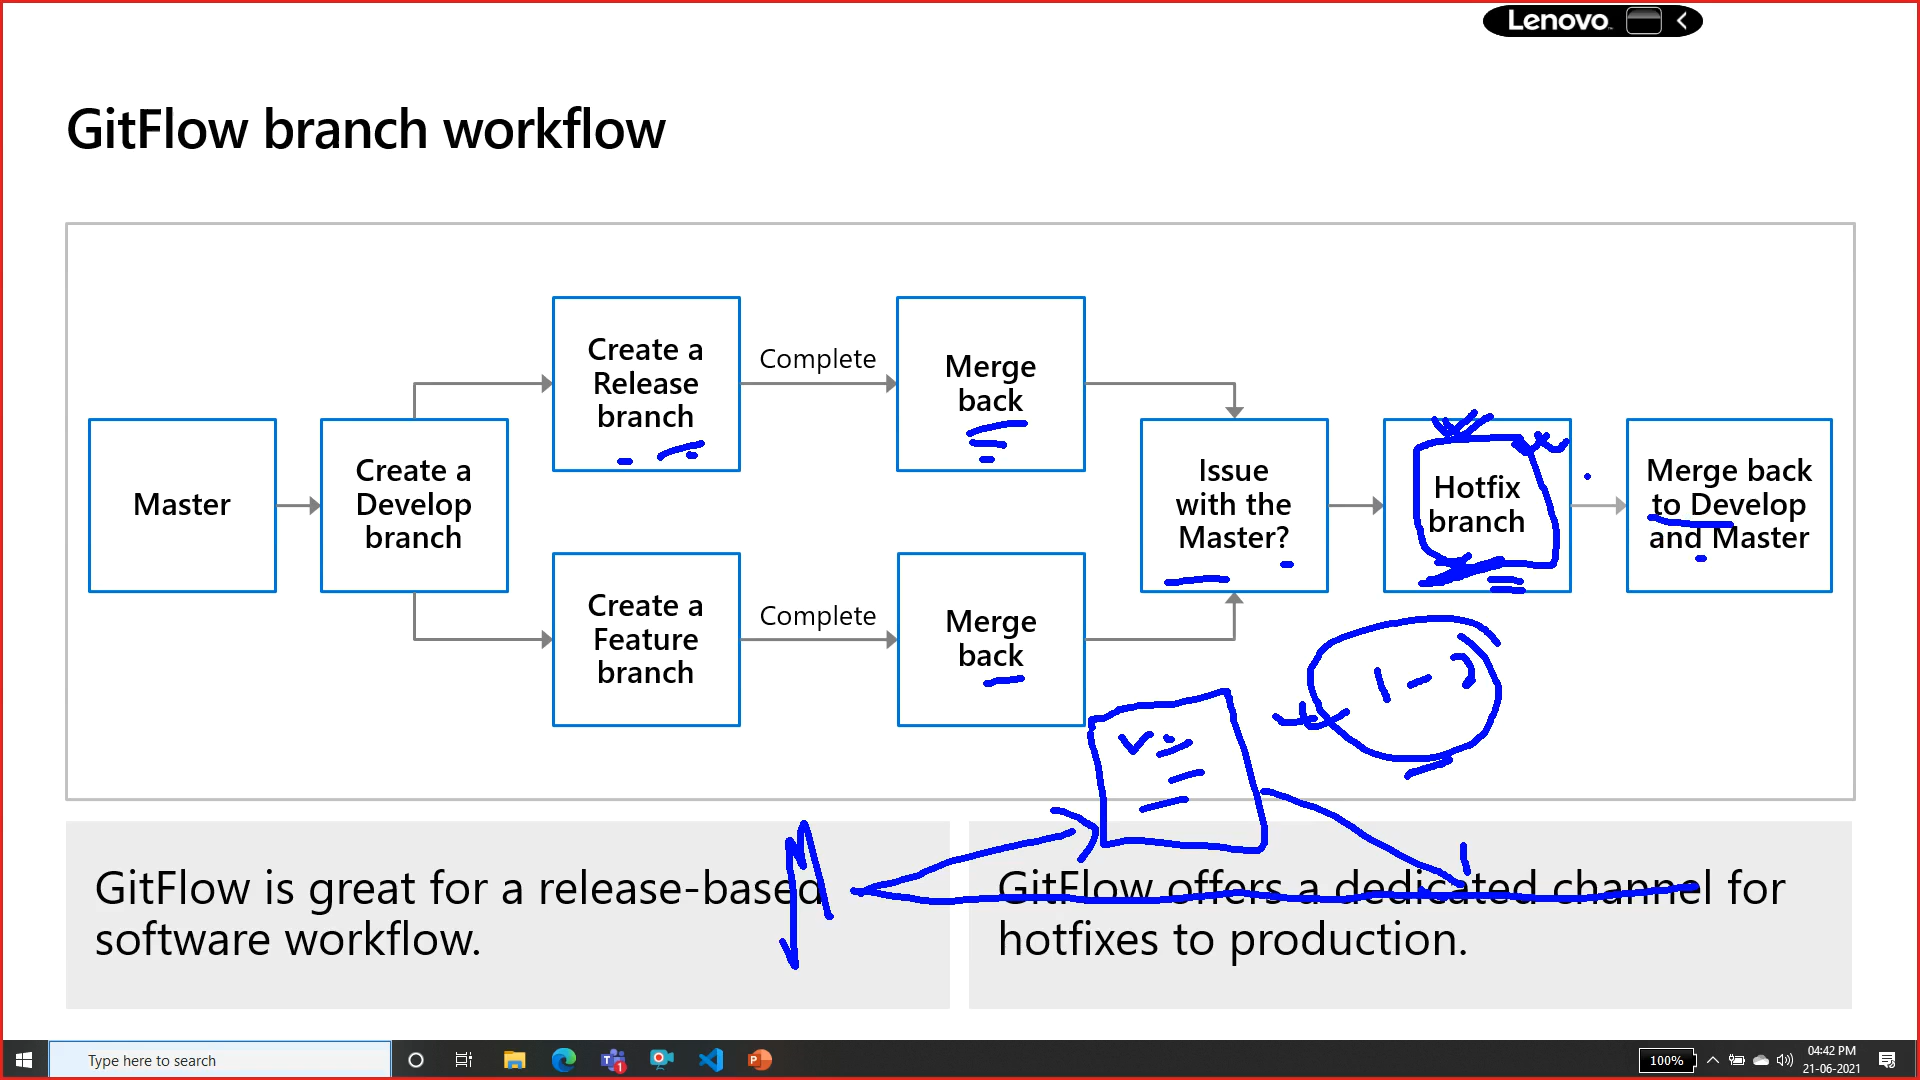 Lenovo
GitFlow branch workflow
Master
Create a
Develop
branch
Create a
Release
branch
Complete
Merge
back
Create a
Feature
branch
Complete
Merge
back
Issue
with the
Master?
Hotfix
branch
Merge back
to Develop
and Master
M
GitFlow is great for a release-based
software workflow.
GitFlow offers a dedicated channel for
hotfixes to production.
Type here to search
100%
04:42 PM
21-06-2021